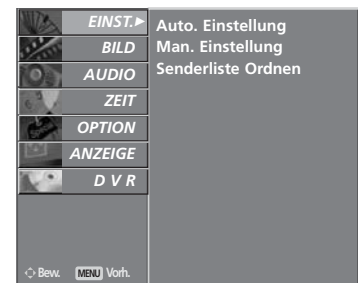 EINST.
BILD
AUDIO
ZEIT
OPTION
ANZEIGE
D V R
Auto. Einstellung
Man. Einstellung
Senderliste Ordnen
Bew. MENU Vorh.